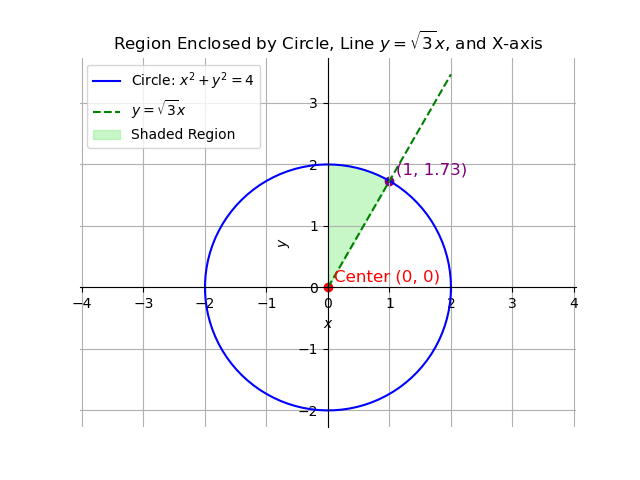 Region Enclosed by Circle, Line $y = \sqrt{3}x$, and X-axis
Circle: $x^2 + y^2 = 4$
$y = \sqrt{3}x$
Shaded Region
3
2
(1, 1.73)
1
y
Center (0, 0)
0
−4 −3 −2 −1 0 1 2 3 4
x
−1
−2